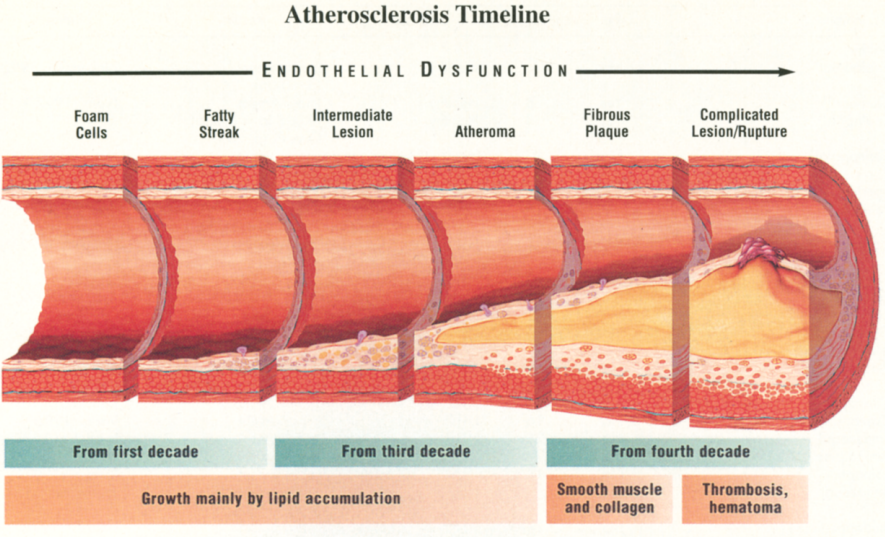 Atherosclerosis Timeline
ENDOTHELIAL DYSFUNCTION
Foam
Cells
Fatty
Streak
Intermediate
Lesion
Atheroma
Fibrous
Plaque
Complicated
Lesion/Rupture
From first decade
From third decade
From fourth decade
Growth mainly by lipid accumulation
Smooth muscle
and collagen
Thrombosis,
hematoma